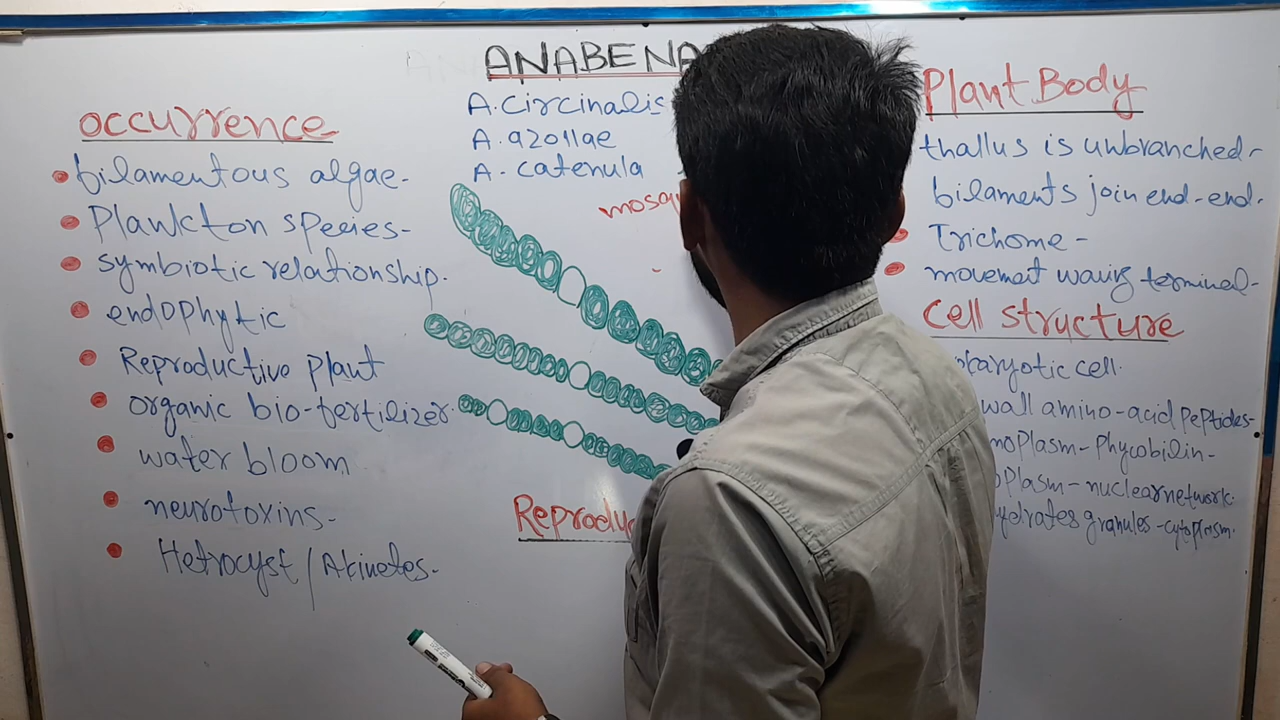 ANABENA
A. circinalis
A. azollae
A. catenula
occurrence
filamentous algae-
Plankton species-
symbiotic relationship.
endophytic
Reproductive plant
organic bio-fertilizer.
water bloom
neurotoxins-
Hetrocyst / Akinetes-
Plant Body
thallus is unbranched-
filaments join end-end-
Trichome -
movement waving terminal-
cell structure
cell.
wall amino-acid peptides-
-Phycobilin-
-nuclear network.
granules-cytoplasm.